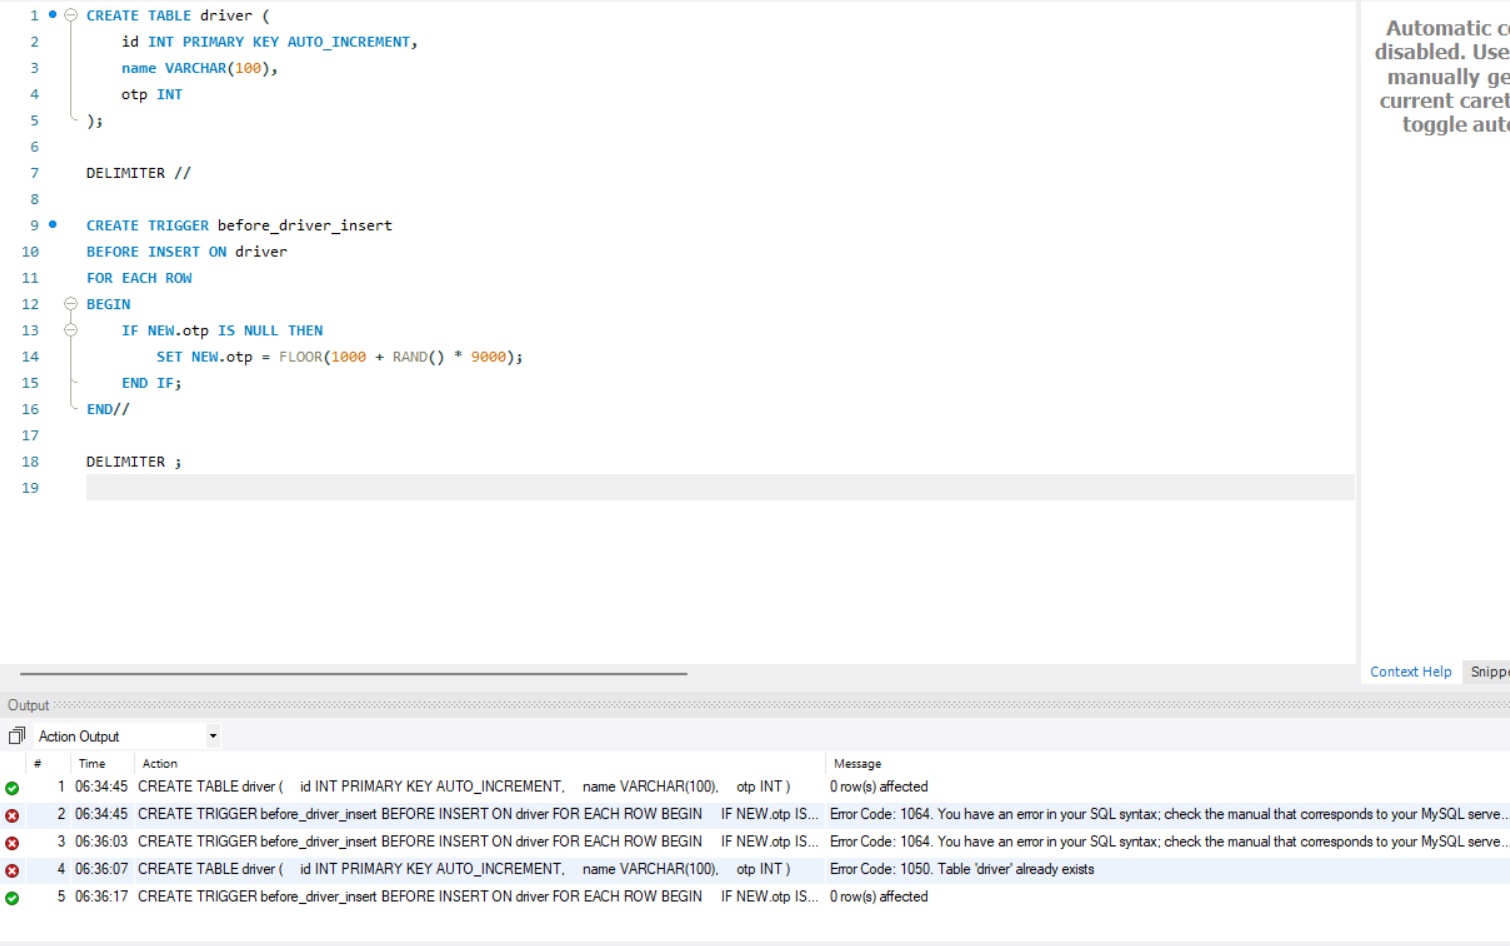 1 CREATE TABLE driver (
2 id INT PRIMARY KEY AUTO_INCREMENT,
3 name VARCHAR(100),
4 otp INT
5 );
6
7 DELIMITER //
8
9 CREATE TRIGGER before_driver_insert
10 BEFORE INSERT ON driver
11 FOR EACH ROW
12 BEGIN
13 IF NEW.otp IS NULL THEN
14 SET NEW.otp = FLOOR(1000 + RAND() * 9000);
15 END IF;
16 END//
17
18 DELIMITER ;
19
Automatic c
disabled. Use
manually ge
current caret
toggle aut
Context Help Snipp
Output
Action Output
# Time Action Message
1 06:34:45 CREATE TABLE driver ( id INT PRIMARY KEY AUTO_INCREMENT, name VARCHAR(100), otp INT ) 0 row(s) affected
2 06:34:45 CREATE TRIGGER before_driver_insert BEFORE INSERT ON driver FOR EACH ROW BEGIN IF NEW.otp IS... Error Code: 1064. You have an error in your SQL syntax; check the manual that corresponds to your MySQL serve...
3 06:36:03 CREATE TRIGGER before_driver_insert BEFORE INSERT ON driver FOR EACH ROW BEGIN IF NEW.otp IS... Error Code: 1064. You have an error in your SQL syntax; check the manual that corresponds to your MySQL serve...
4 06:36:07 CREATE TABLE driver ( id INT PRIMARY KEY AUTO_INCREMENT, name VARCHAR(100), otp INT ) Error Code: 1050. Table 'driver' already exists
5 06:36:17 CREATE TRIGGER before_driver_insert BEFORE INSERT ON driver FOR EACH ROW BEGIN IF NEW.otp IS... 0 row(s) affected